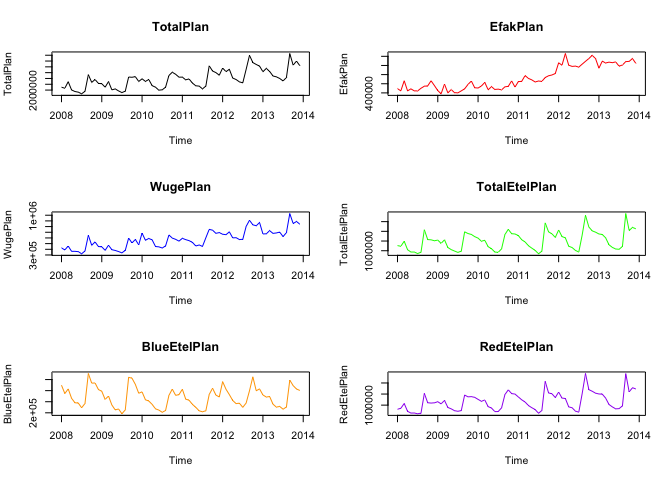 TotalPlan
TotalPlan
2000000
2008 2009 2010 2011 2012 2013 2014
Time
EfakPlan
EfakPlan
400000
2008 2009 2010 2011 2012 2013 2014
Time
WugePlan
WugePlan
3e+05 1e+06
2008 2009 2010 2011 2012 2013 2014
Time
TotalEtelPlan
TotalEtelPlan
1000000
2008 2009 2010 2011 2012 2013 2014
Time
BlueEtelPlan
BlueEtelPlan
2e+05
2008 2009 2010 2011 2012 2013 2014
Time
RedEtelPlan
RedEtelPlan
1000000
2008 2009 2010 2011 2012 2013 2014
Time